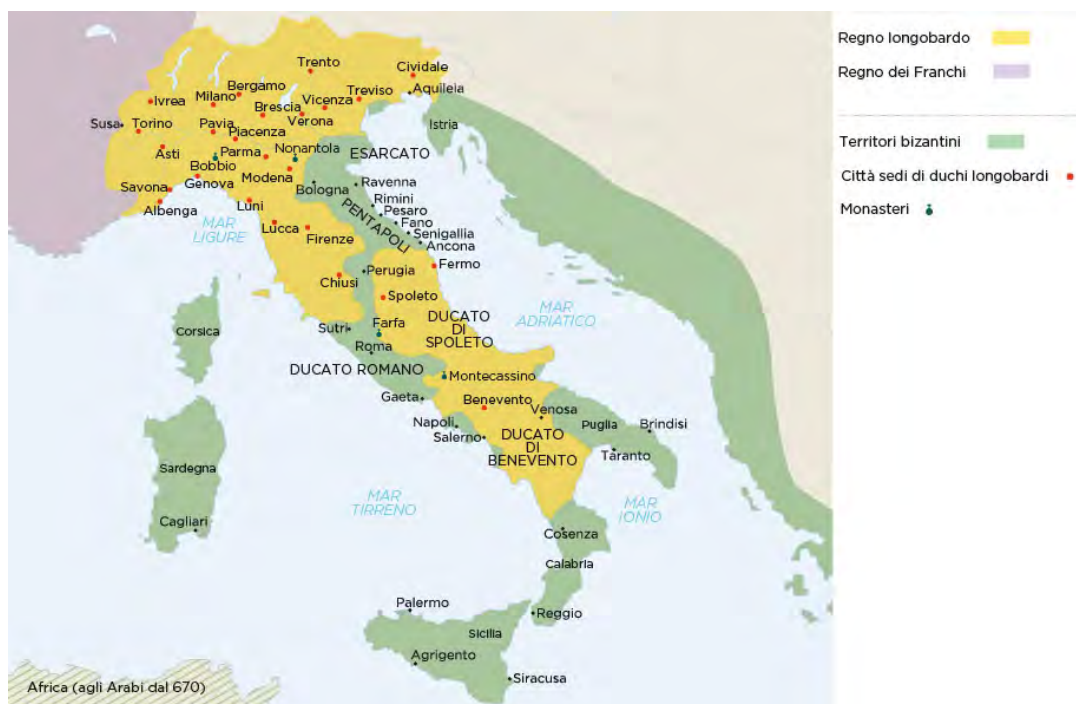 Regno longobardo
Regno dei Franchi
Territori bizantini
Città sedi di duchi longobardi
Monasteri
Trento
Cividale
Bergamo
Aquileia
Ivrea
Milano
Brescia
Vicenza
Treviso
Susa
Torino
Pavia
Verona
Istria
Piacenza
Asti
Parma
Nonantola
ESARCATO
Bobbio
Savona
Genova
Modena
Bologna
Ravenna
Albenga
Luni
Rimini
Pesaro
MAR
LIGURE
PENTAPOLI
Fano
Lucca
Firenze
Senigallia
Ancona
Chiusi
Perugia
Fermo
Spoleto
Corsica
Sutri
Farfa
DUCATO
DI
SPOLETO
MAR
ADRIATICO
Roma
DUCATO ROMANO
Montecassino
Gaeta
Benevento
Venosa
Napoli
Puglia
Brindisi
Salerno
DUCATO
DI
BENEVENTO
Taranto
Sardegna
MAR
TIRRENO
MAR
IONIO
Cagliari
Cosenza
Calabria
Palermo
Reggio
Sicilia
Agrigento
Siracusa
Africa (agli Arabi dal 670)